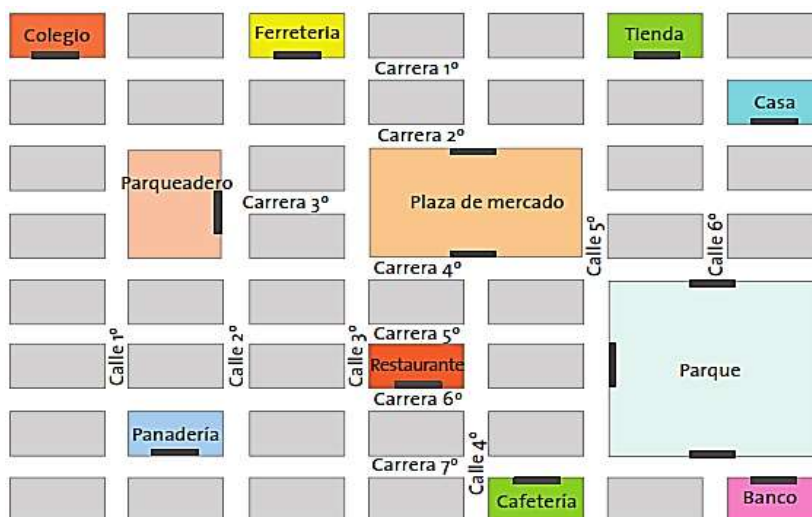 Colegio
Ferreteria
Tienda
Carrera 1º
Casa
Carrera 2º
Parqueadero
Carrera 3º
Plaza de mercado
Calle 5º
Calle 6º
Carrera 4º
Calle 1º
Calle 2º
Calle 3º
Carrera 5º
Restaurante
Parque
Carrera 6º
Panadería
Calle 4º
Carrera 7º
Cafetería
Banco